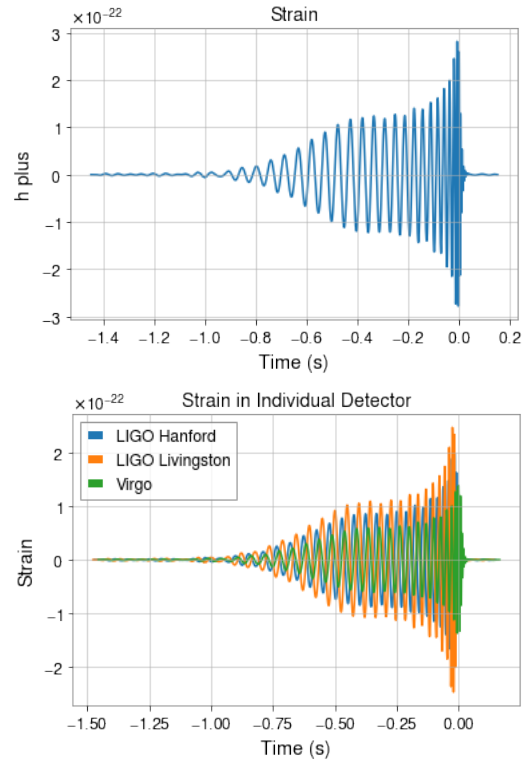 ×10−22
Strain
3
2
1
0
−1
−2
−3
h plus
−1.4 −1.2 −1.0 −0.8 −0.6 −0.4 −0.2 0.0 0.2
Time (s)
×10−22
Strain in Individual Detector
LIGO Hanford
LIGO Livingston
Virgo
2
1
0
−1
−2
Strain
−1.50 −1.25 −1.00 −0.75 −0.50 −0.25 0.00
Time (s)